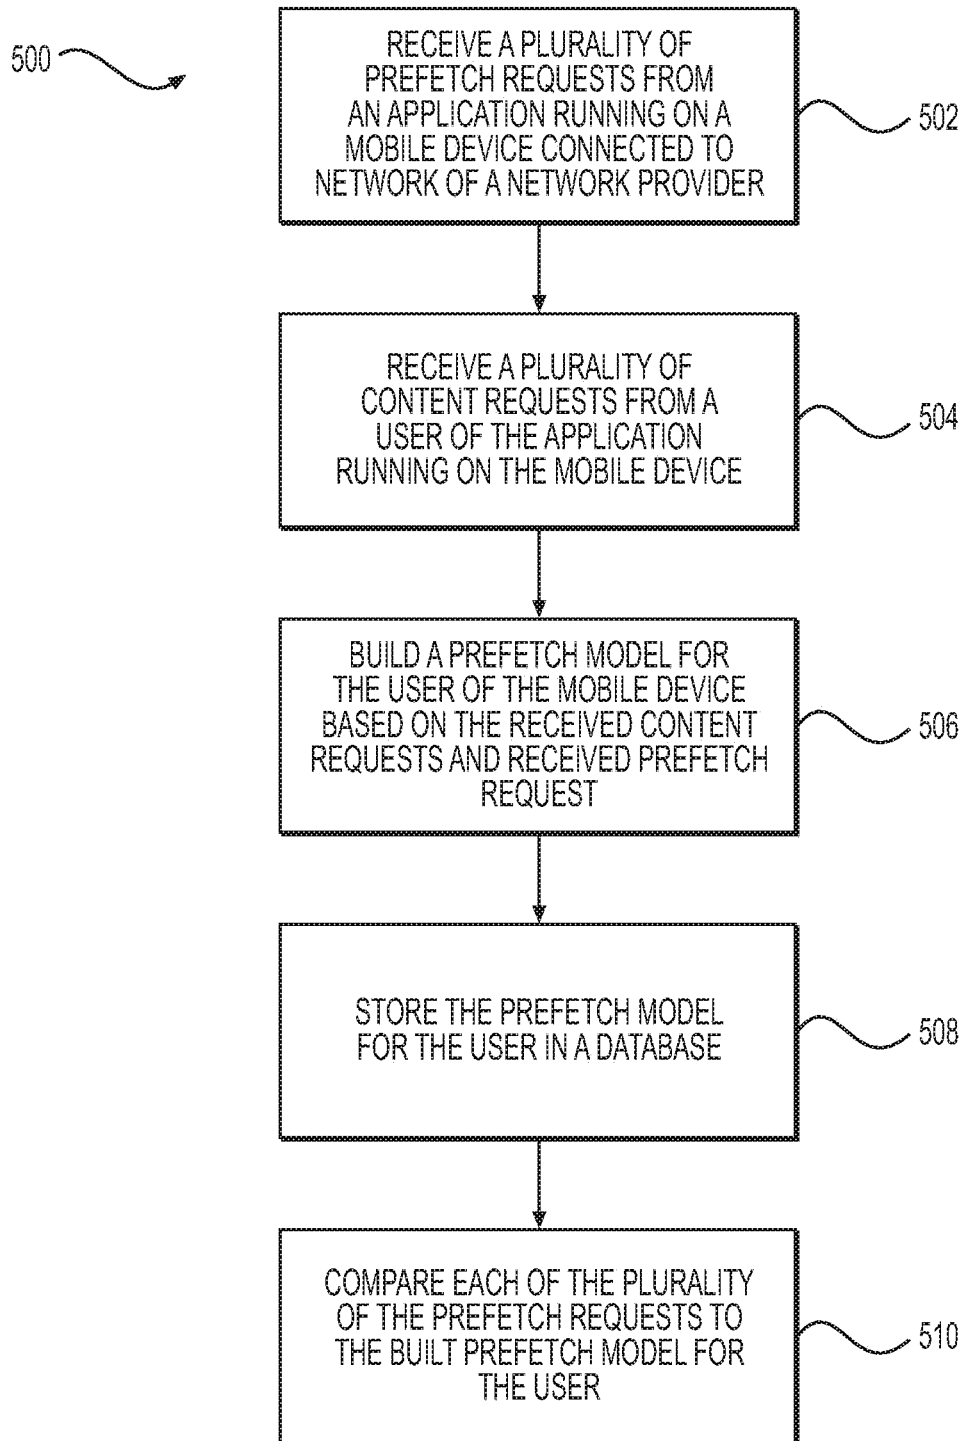 500
RECEIVE A PLURALITY OF
PREFETCH REQUESTS FROM
AN APPLICATION RUNNING ON A
MOBILE DEVICE CONNECTED TO
NETWORK OF A NETWORK PROVIDER
502
RECEIVE A PLURALITY OF
CONTENT REQUESTS FROM A
USER OF THE APPLICATION
RUNNING ON THE MOBILE DEVICE
504
BUILD A PREFETCH MODEL FOR
THE USER OF THE MOBILE DEVICE
BASED ON THE RECEIVED CONTENT
REQUESTS AND RECEIVED PREFETCH
REQUEST
506
STORE THE PREFETCH MODEL
FOR THE USER IN A DATABASE
508
COMPARE EACH OF THE PLURALITY
OF THE PREFETCH REQUESTS TO
THE BUILT PREFETCH MODEL FOR
THE USER
510